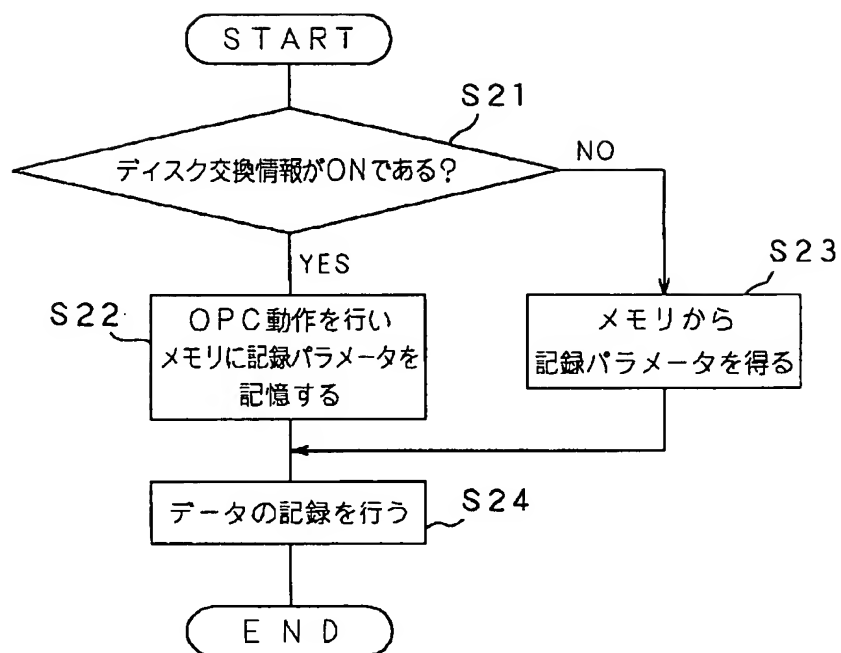 START
S21
ディスク交換情報がONである?
NO
YES
S23
S22
OPC動作を行い
メモリに記録パラメータを
記憶する
メモリから
記録パラメータを得る
データの記録を行う
S24
END